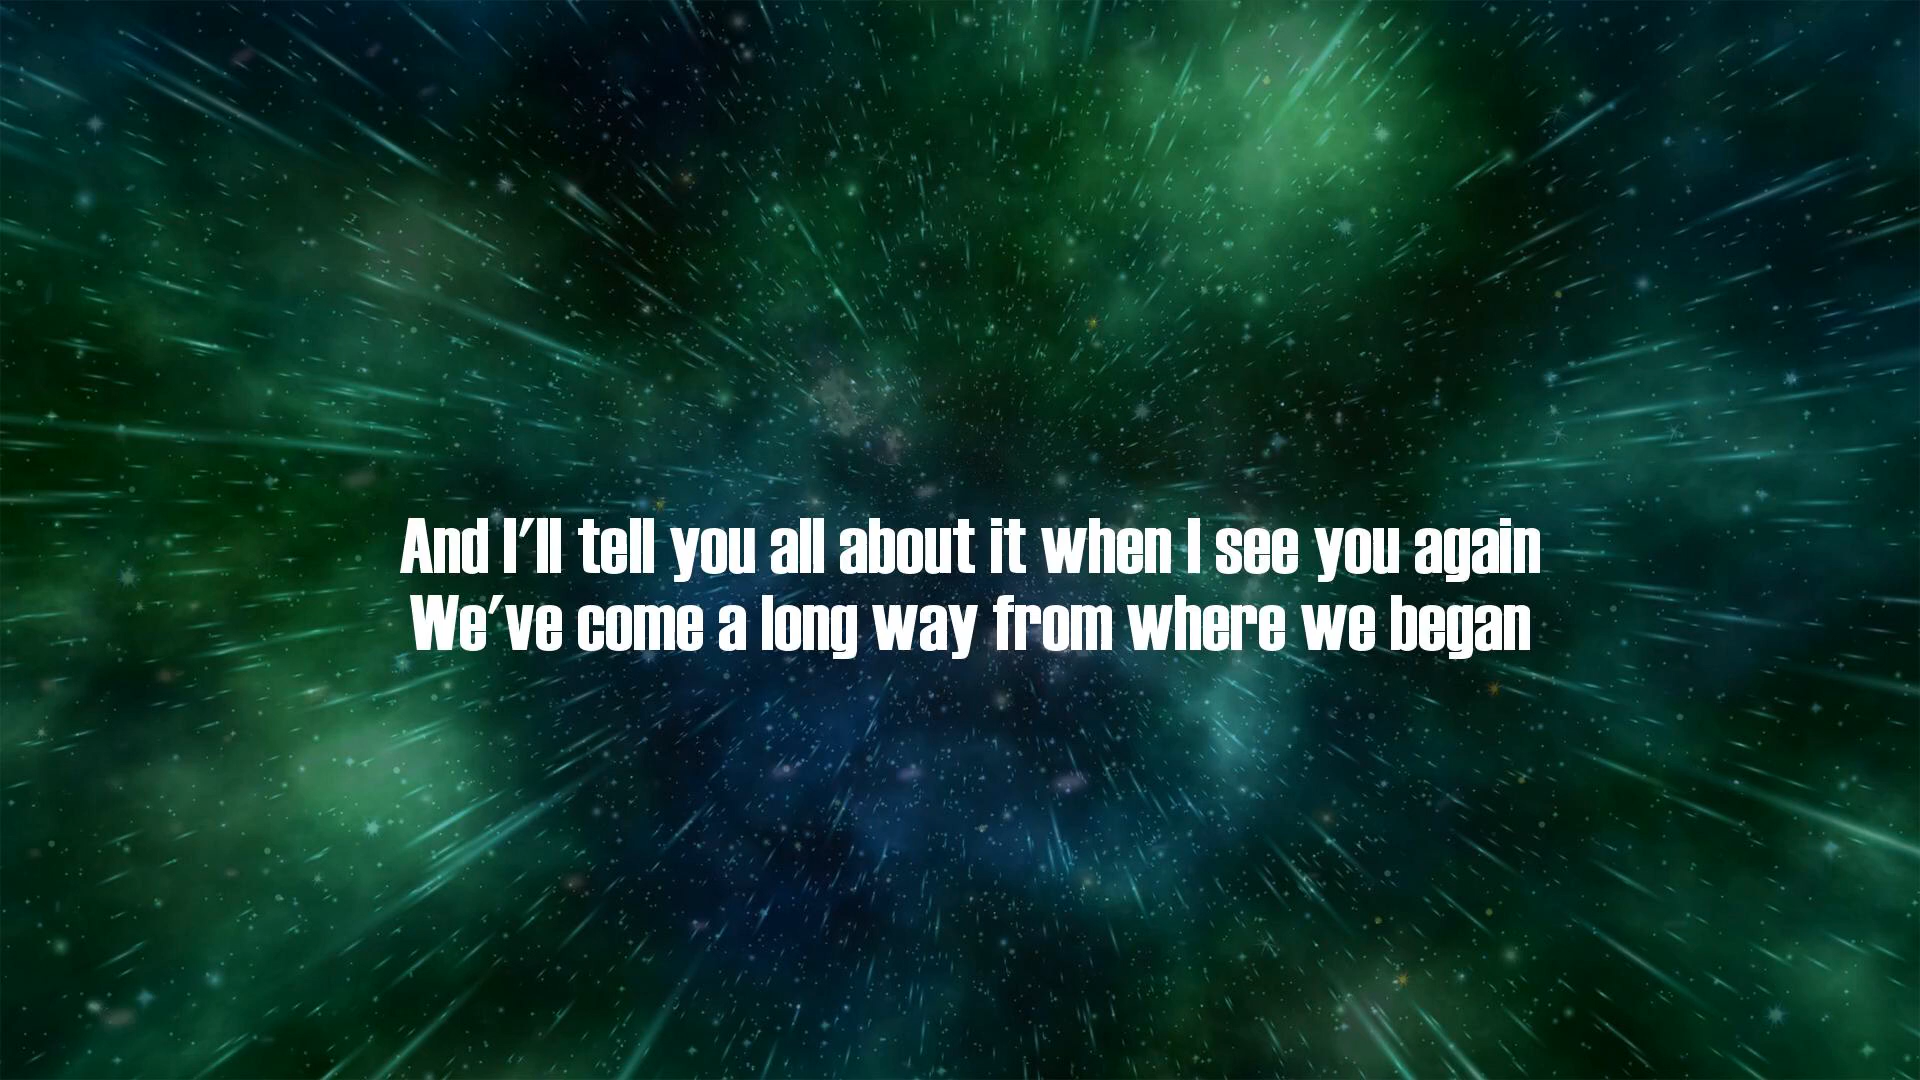 And I'll tell you all about it when I see you again
We've come a long way from where we began